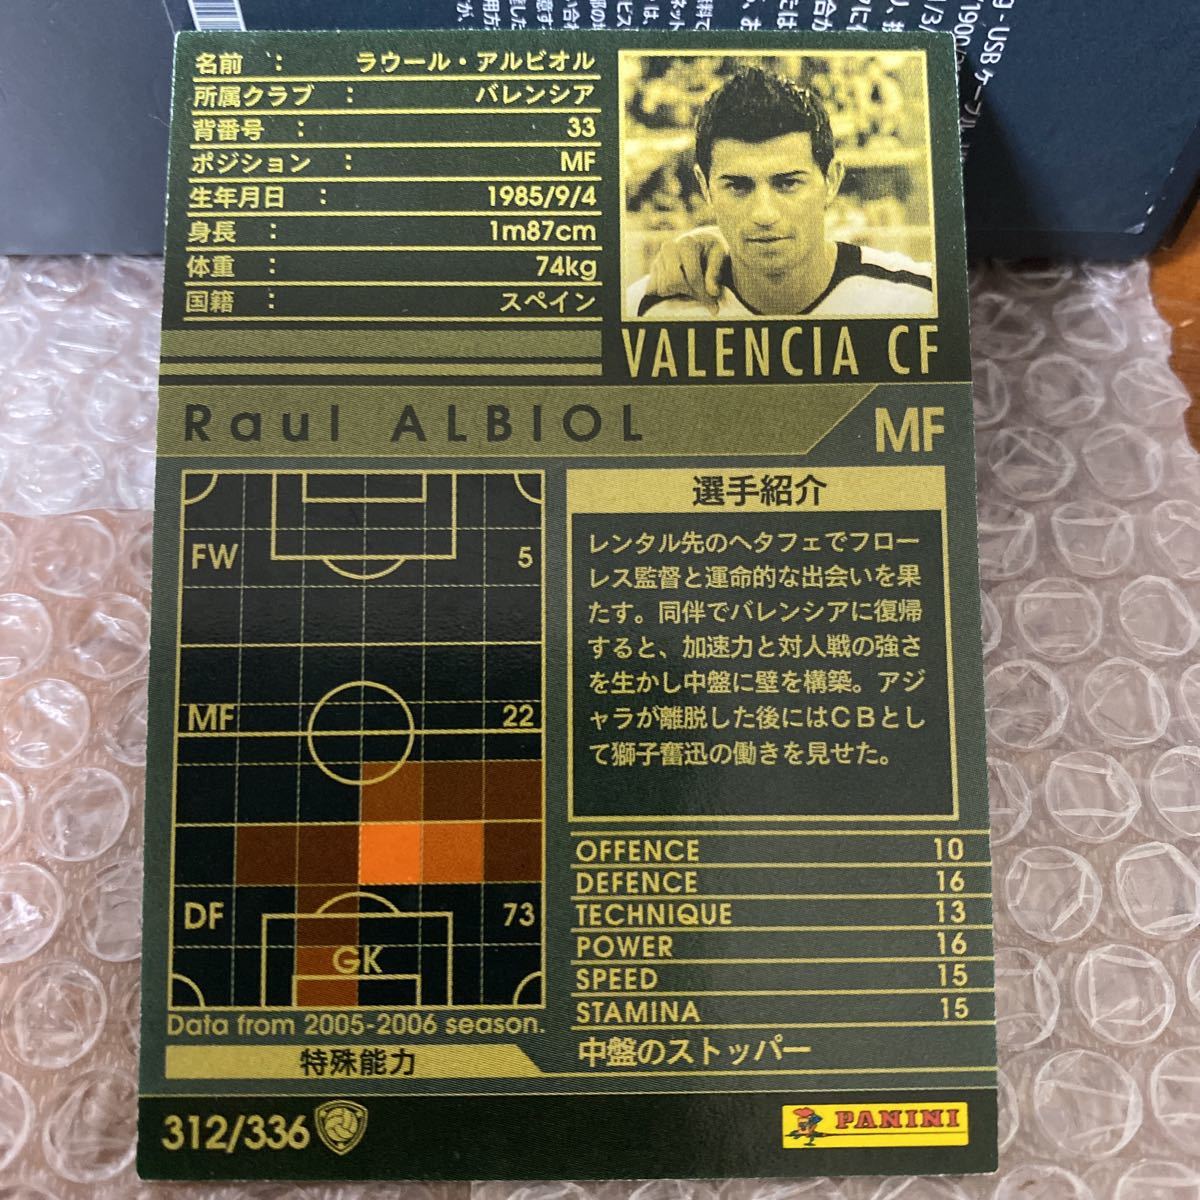 名前 : ラウール・アルビオル
所属クラブ : バレンシア
背番号 : 33
ポジション : MF
生年月日 : 1985/9/4
身長 : 1m87cm
体重 : 74kg
国籍 : スペイン
VALENCIA CF
Raul ALBIOL
MF
FW 5
MF 22
DF 73
GK
Data from 2005-2006 season.
特殊能力
選手紹介
レンタル先のヘタフェでフロー
レス監督と運命的な出会いを果
たす。同伴でバレンシアに復帰
すると、加速力と対人戦の強さ
を生かし中盤に壁を構築。アジ
ャラが離脱した後にはCBとし
て獅子奮迅の働きを見せた。
OFFENCE 10
DEFENCE 16
TECHNIQUE 13
POWER 16
SPEED 15
STAMINA 15
中盤のストッパー
312/336
PANINI